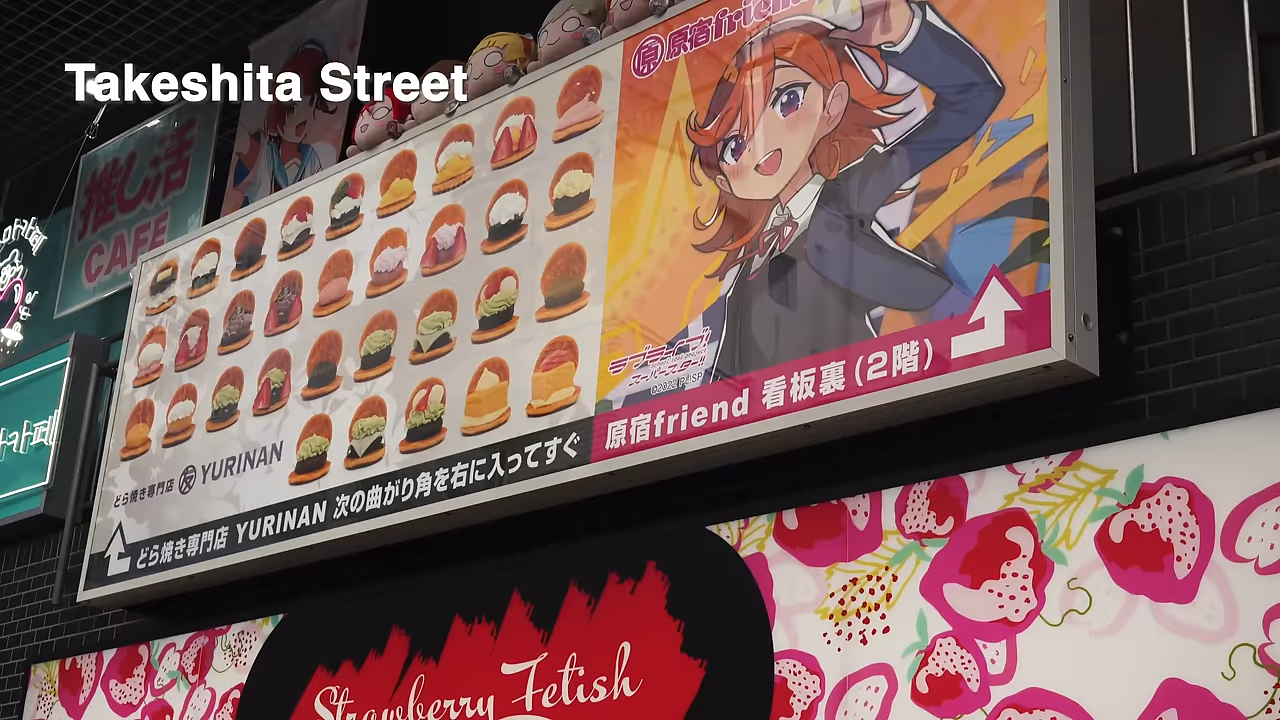 Takeshita Street
推し活
CAFE
原 原宿friend
ラブライブ!
スーパースター!!
原宿friend 看板裏(2階)
どら焼き専門店 YURINAN
どら焼き専門店 YURINAN 次の曲がり角を右に入ってすぐ
Strawberry Fetish